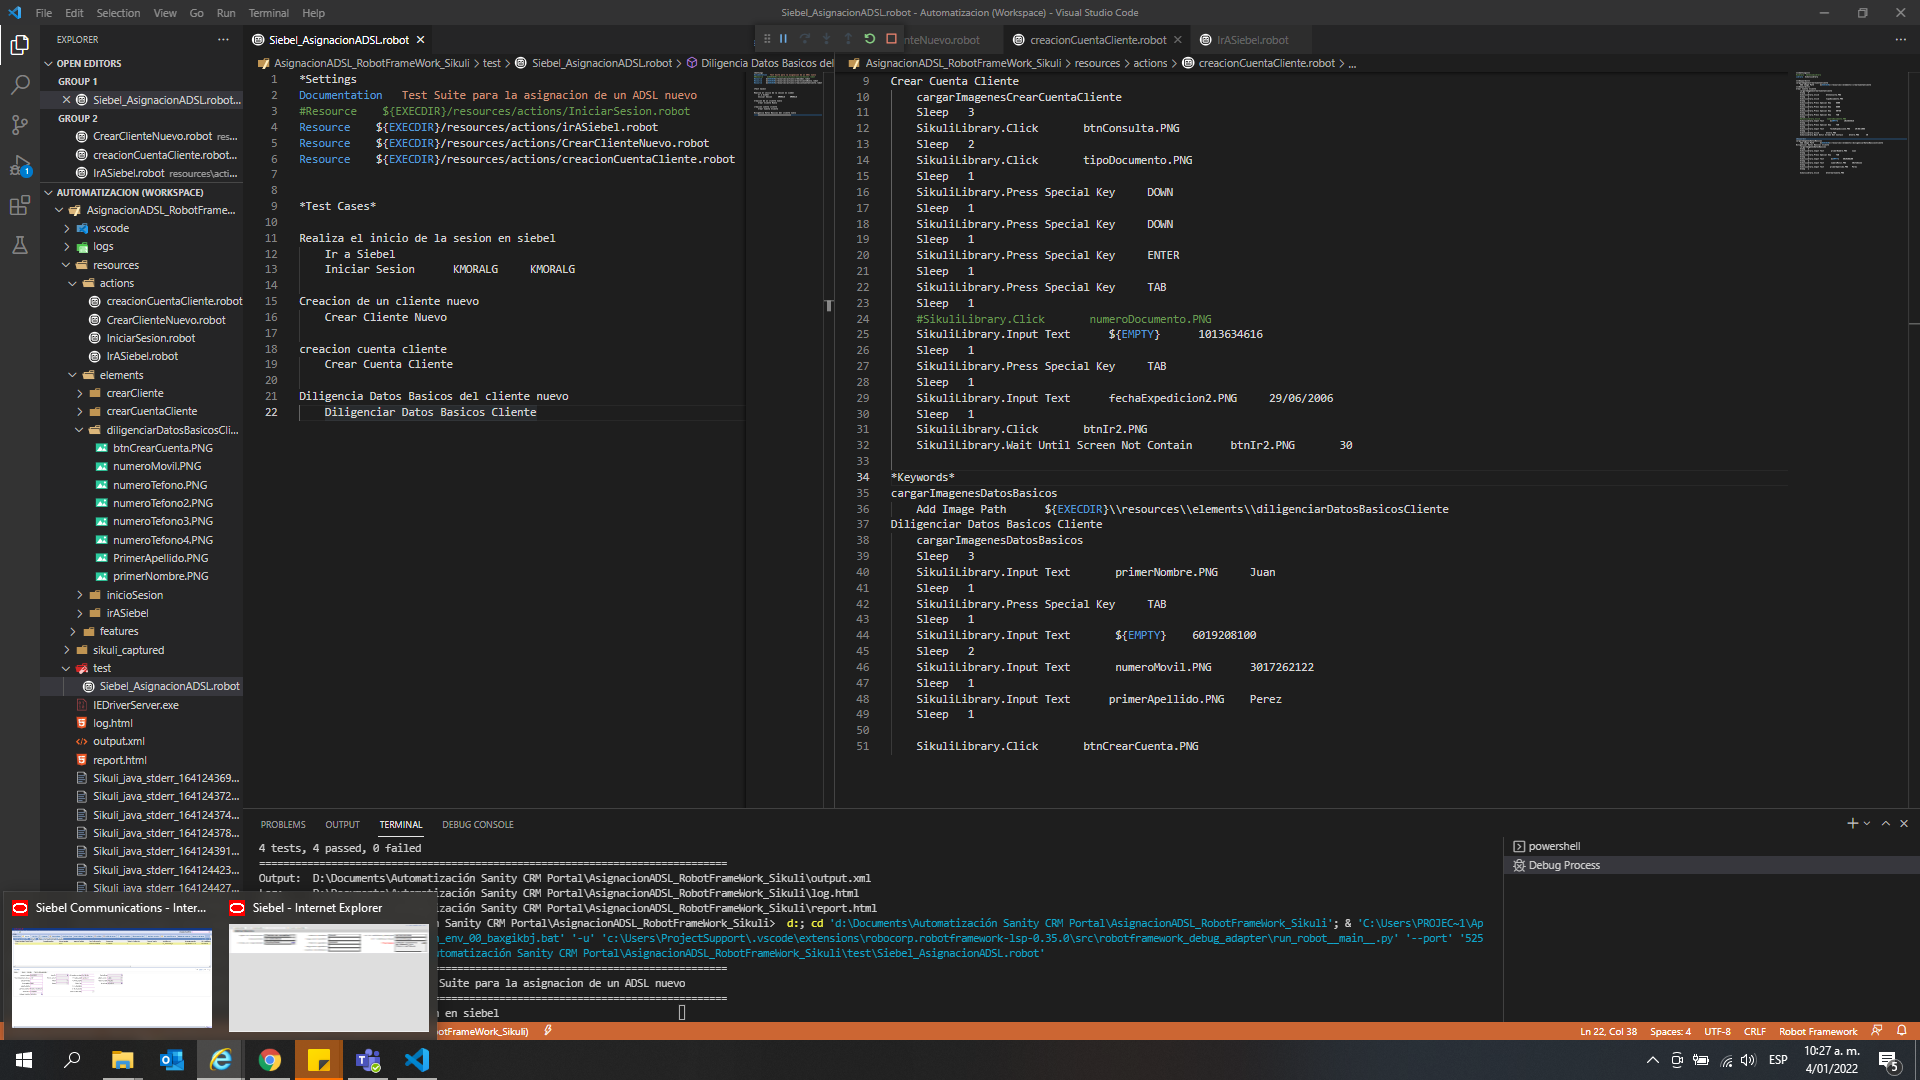 File Edit Selection View Go Run Terminal Help
Siebel_AsignacionADSL.robot - Automatizacion (Workspace) - Visual Studio Code
EXPLORER
OPEN EDITORS
GROUP 1
Siebel_AsignacionADSL.robot...
GROUP 2
CrearClienteNuevo.robot res...
creacionCuentaCliente.robot...
IrASiebel.robot resources\act...
1
AUTOMATIZACION (WORKSPACE)
AsignacionADSL_RobotFrame...
.vscode
logs
resources
actions
creacionCuentaCliente.robot
CrearClienteNuevo.robot
IniciarSesion.robot
IrASiebel.robot
elements
crearCliente
crearCuentaCliente
diligenciarDatosBasicosCli...
btnCrearCuenta.PNG
numeroMovil.PNG
numeroTefono.PNG
numeroTefono2.PNG
numeroTefono3.PNG
numeroTefono4.PNG
PrimerApellido.PNG
primerNombre.PNG
inicioSesion
irASiebel
features
sikuli_captured
test
Siebel_AsignacionADSL.robot
IEDriverServer.exe
log.html
output.xml
report.html
Sikuli_java_stderr_164124369...
Sikuli_java_stderr_164124372...
Sikuli_java_stderr_164124374...
Sikuli_java_stderr_164124378...
Sikuli_java_stderr_164124391...
Sikuli_java_stderr_164124423...
Sikuli_java_stderr_164124427...
Siebel_AsignacionADSL.robot
AsignacionADSL_RobotFrameWork_Sikuli > test > Siebel_AsignacionADSL.robot > Diligencia Datos Basicos del
1 *Settings
2 Documentation Test Suite para la asignacion de un ADSL nuevo
3 #Resource ${EXECDIR}/resources/actions/IniciarSesion.robot
4 Resource ${EXECDIR}/resources/actions/irASiebel.robot
5 Resource ${EXECDIR}/resources/actions/CrearClienteNuevo.robot
6 Resource ${EXECDIR}/resources/actions/creacionCuentaCliente.robot
7
8
9 *Test Cases*
10
11 Realiza el inicio de la sesion en siebel
12 Ir a Siebel
13 Iniciar Sesion KMORALG KMORALG
14
15 Creacion de un cliente nuevo
16 Crear Cliente Nuevo
17
18 creacion cuenta cliente
19 Crear Cuenta Cliente
20
21 Diligencia Datos Basicos del cliente nuevo
22 Diligenciar Datos Basicos Cliente
enteNuevo.robot creacionCuentaCliente.robot IrASiebel.robot
AsignacionADSL_RobotFrameWork_Sikuli > resources > actions > creacionCuentaCliente.robot > ...
9 Crear Cuenta Cliente
10 cargarImagenesCrearCuentaCliente
11 Sleep 3
12 SikuliLibrary.Click btnConsulta.PNG
13 Sleep 2
14 SikuliLibrary.Click tipoDocumento.PNG
15 Sleep 1
16 SikuliLibrary.Press Special Key DOWN
17 Sleep 1
18 SikuliLibrary.Press Special Key DOWN
19 Sleep 1
20 SikuliLibrary.Press Special Key ENTER
21 Sleep 1
22 SikuliLibrary.Press Special Key TAB
23 Sleep 1
24 #SikuliLibrary.Click numeroDocumento.PNG
25 SikuliLibrary.Input Text ${EMPTY} 1013634616
26 Sleep 1
27 SikuliLibrary.Press Special Key TAB
28 Sleep 1
29 SikuliLibrary.Input Text fechaExpedicion2.PNG 29/06/2006
30 Sleep 1
31 SikuliLibrary.Click btnIr2.PNG
32 SikuliLibrary.Wait Until Screen Not Contain btnIr2.PNG 30
33
34 *Keywords*
35 cargarImagenesDatosBasicos
36 Add Image Path ${EXECDIR}\\resources\\elements\\diligenciarDatosBasicosCliente
37 Diligenciar Datos Basicos Cliente
38 cargarImagenesDatosBasicos
39 Sleep 3
40 SikuliLibrary.Input Text primerNombre.PNG Juan
41 Sleep 1
42 SikuliLibrary.Press Special Key TAB
43 Sleep 1
44 SikuliLibrary.Input Text ${EMPTY} 6019208100
45 Sleep 2
46 SikuliLibrary.Input Text numeroMovil.PNG 3017262122
47 Sleep 1
48 SikuliLibrary.Input Text primerApellido.PNG Perez
49 Sleep 1
50
51 SikuliLibrary.Click btnCrearCuenta.PNG
PROBLEMS OUTPUT TERMINAL DEBUG CONSOLE
4 tests, 4 passed, 0 failed
==============================================================================
Output: D:\Documents\Automatización Sanity CRM Portal\AsignacionADSL_RobotFrameWork_Sikuli\output.xml
D:\Documents\Automatización Sanity CRM Portal\AsignacionADSL_RobotFrameWork_Sikuli\log.html
ón Sanity CRM Portal\AsignacionADSL_RobotFrameWork_Sikuli\report.html
n Sanity CRM Portal\AsignacionADSL_RobotFrameWork_Sikuli> d:; cd 'd:\Documents\Automatización Sanity CRM Portal\AsignacionADSL_RobotFrameWork_Sikuli'; & 'C:\Users\PROJEC~1\Ap
n_env_00_baxgikbj.bat' '-u' 'c:\Users\ProjectSupport\.vscode\extensions\robocorp.robotframework-lsp-0.35.0\src\robotframework_debug_adapter\run_robot__main__.py' '--port' '525
utomatización Sanity CRM Portal\AsignacionADSL_RobotFrameWork_Sikuli\test\Siebel_AsignacionADSL.robot'
==============================================================================
Suite para la asignacion de un ADSL nuevo
==============================================================================
n en siebel
powershell
Debug Process
Siebel Communications - Inter...
Siebel - Internet Explorer
otFrameWork_Sikuli)
Ln 22, Col 38 Spaces: 4 UTF-8 CRLF Robot Framework
ESP
10:27 a. m.
4/01/2022
5